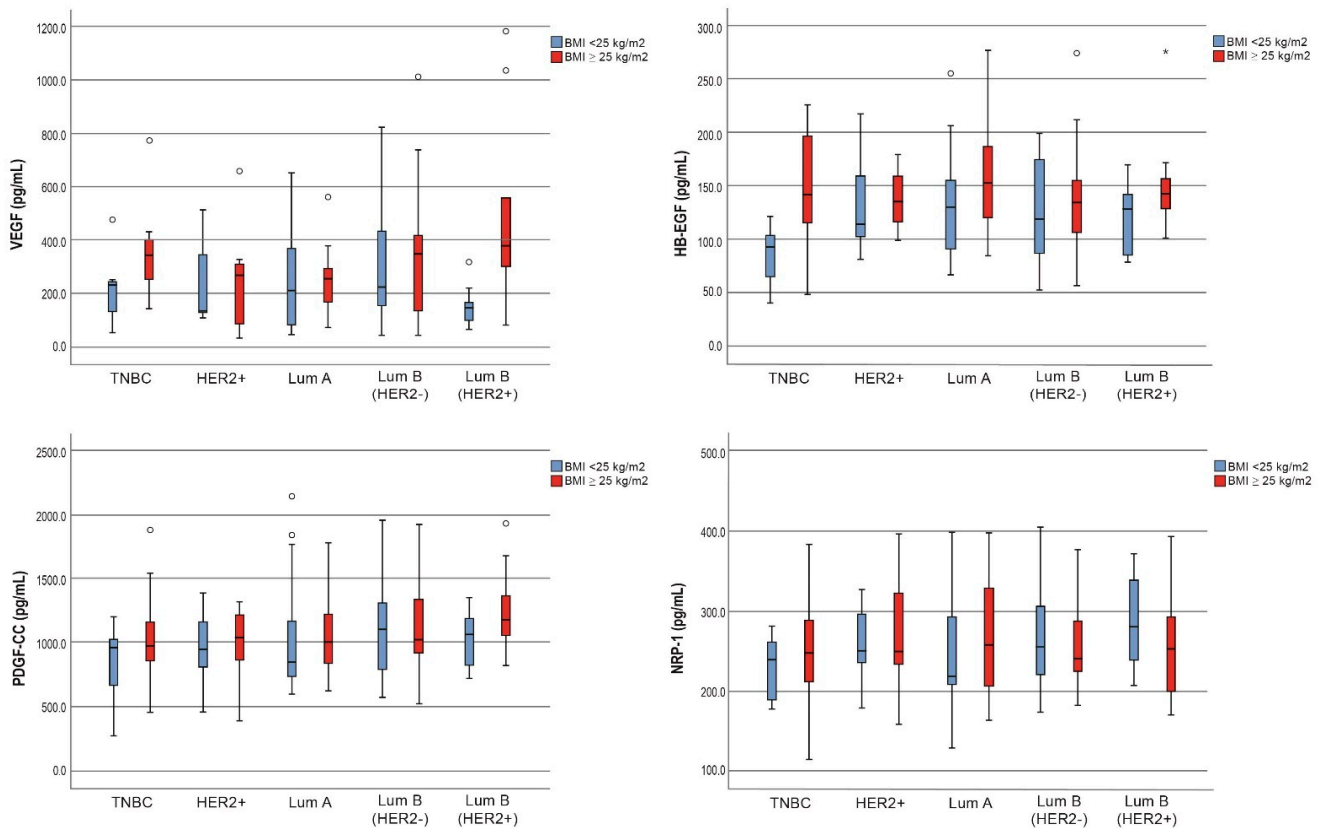 1200.0
1000.0
800.0
600.0
400.0
200.0
0.0
VEGF (pg/mL)
BMI <25 kg/m2
BMI ≥ 25 kg/m2
TNBC
HER2+
Lum A
Lum B
(HER2-)
Lum B
(HER2+)
300.0
250.0
200.0
150.0
100.0
50.0
0.0
HB-EGF (pg/mL)
BMI <25 kg/m2
BMI ≥ 25 kg/m2
TNBC
HER2+
Lum A
Lum B
(HER2-)
Lum B
(HER2+)
2500.0
2000.0
1500.0
1000.0
500.0
0.0
PDGF-CC (pg/mL)
BMI <25 kg/m2
BMI ≥ 25 kg/m2
TNBC
HER2+
Lum A
Lum B
(HER2-)
Lum B
(HER2+)
500.0
400.0
300.0
200.0
100.0
NRP-1 (pg/mL)
BMI <25 kg/m2
BMI ≥ 25 kg/m2
TNBC
HER2+
Lum A
Lum B
(HER2-)
Lum B
(HER2+)